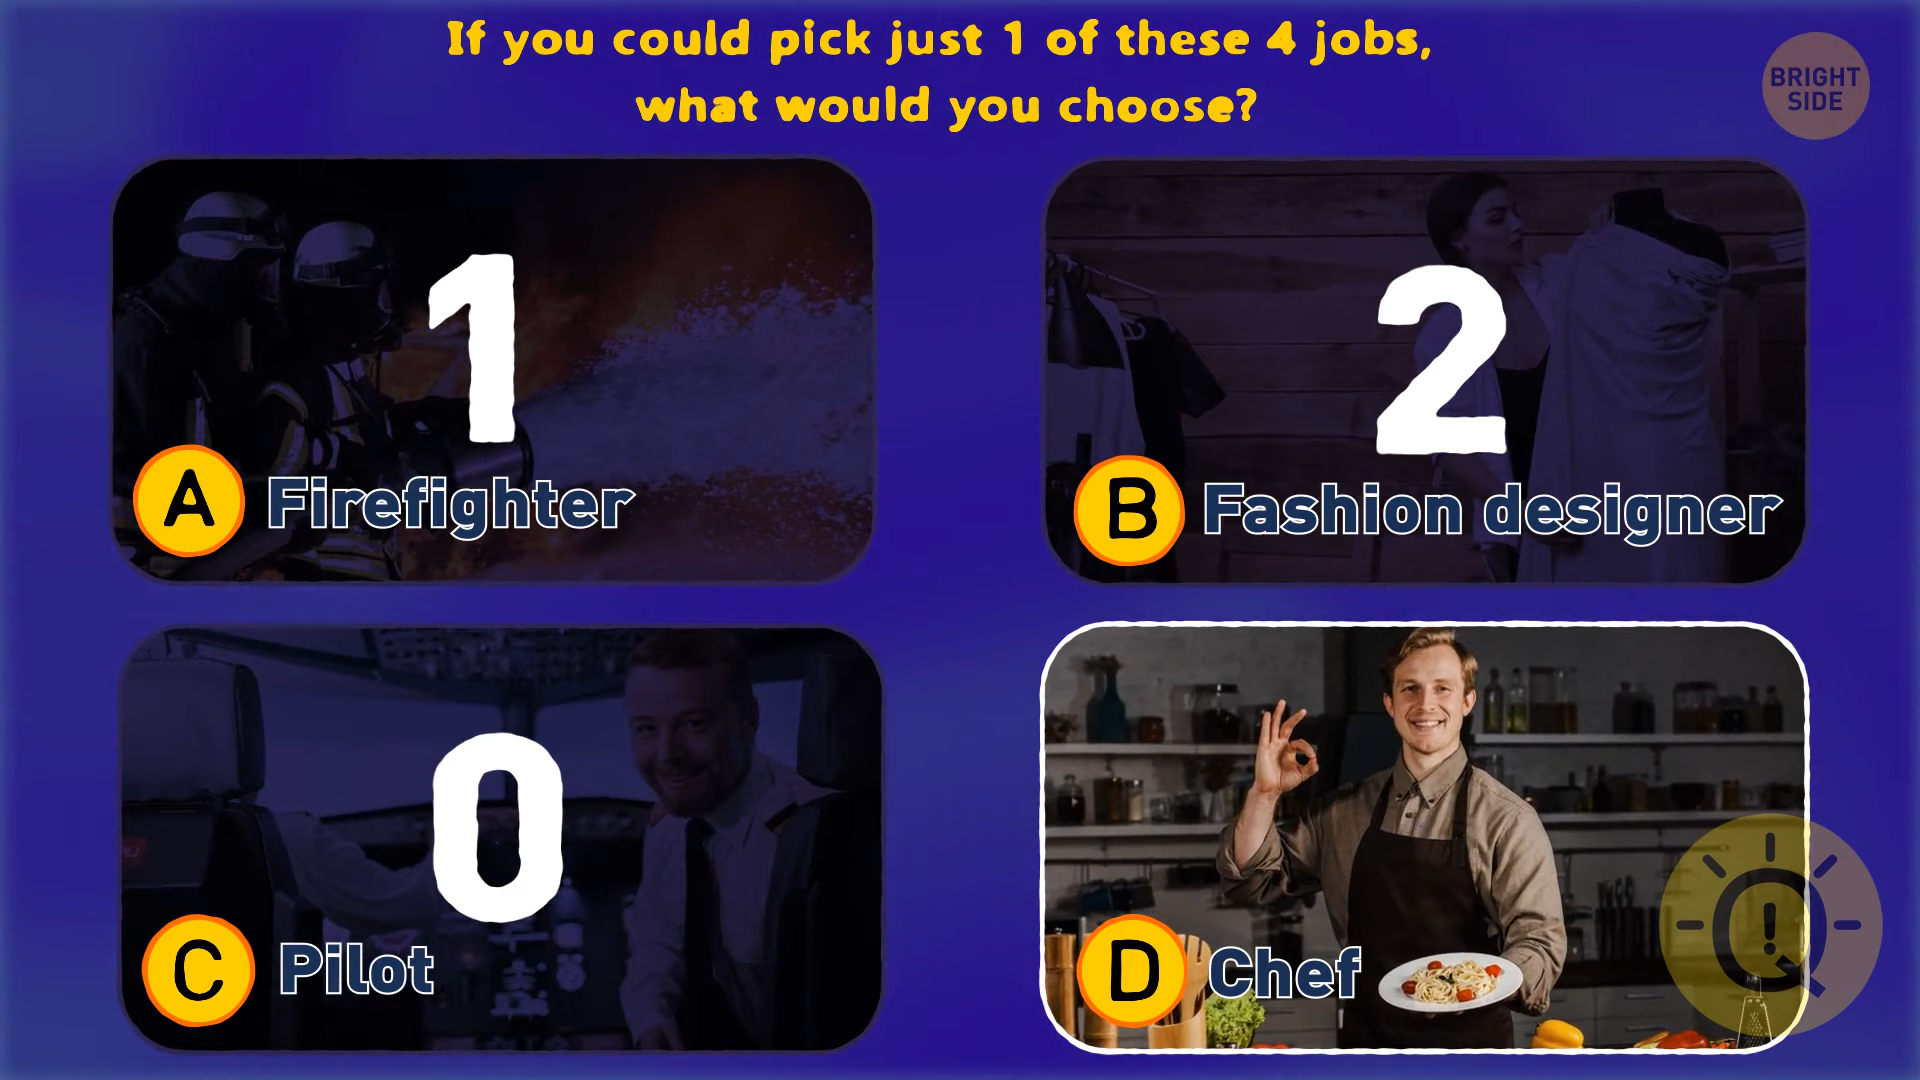 If you could pick just 1 of these 4 jobs,
what would you choose?
BRIGHT
SIDE
1
A Firefighter
2
B Fashion designer
0
C Pilot
D Chef